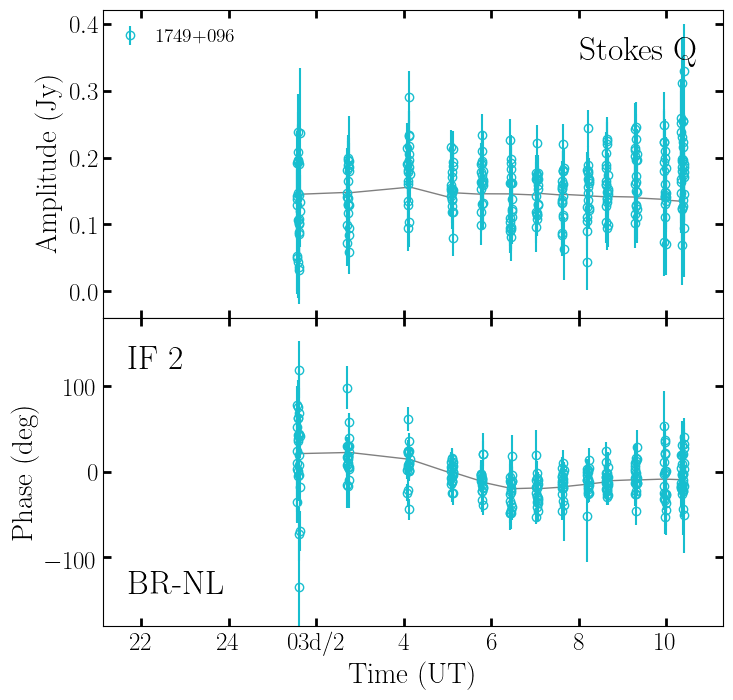 1749+096
Stokes Q
0.4
0.3
0.2
0.1
0.0
Amplitude (Jy)
IF 2
BR-NL
100
0
−100
Phase (deg)
22 24 03d/2 4 6 8 10
Time (UT)